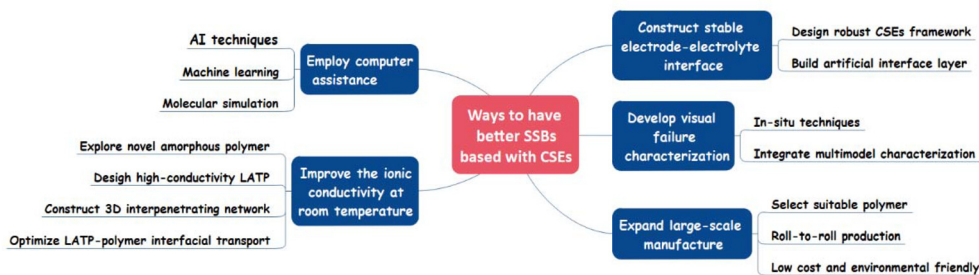 AI techniques
Machine learning
Molecular simulation
Employ computer
assistance
Explore novel amorphous polymer
Desigh high-conductivity LATP
Construct 3D interpenetrating network
Optimize LATP-polymer interfacial transport
Improve the ionic
conductivity at
room temperature
Ways to have
better SSBs
based with CSEs
Construct stable
electrode-electrolyte
interface
Design robust CSEs framework
Build artificial interface layer
Develop visual
failure
characterization
In-situ techniques
Integrate multimodel characterization
Expand large-scale
manufacture
Select suitable polymer
Roll-to-roll production
Low cost and environmental friendly